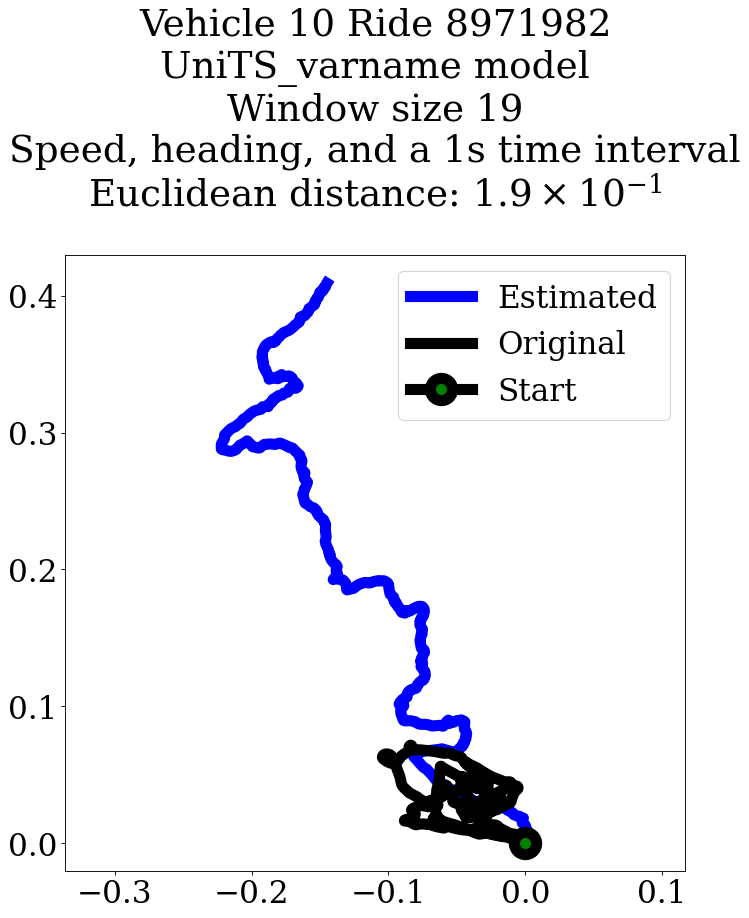 Vehicle 10 Ride 8971982
UniTS_varname model
Window size 19
Speed, heading, and a 1s time interval
Euclidean distance: 1.9 × 10⁻¹
Estimated
Original
Start
0.4
0.3
0.2
0.1
0.0
−0.3 −0.2 −0.1 0.0 0.1